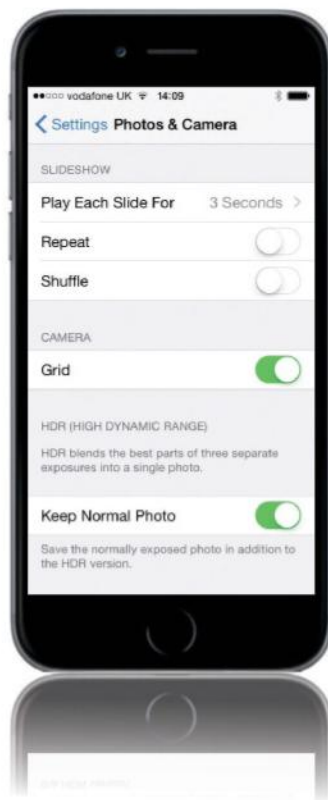 vodafone UK 14:09
Settings Photos & Camera
SLIDESHOW
Play Each Slide For 3 Seconds
Repeat
Shuffle
CAMERA
Grid
HDR (HIGH DYNAMIC RANGE)
HDR blends the best parts of three separate
exposures into a single photo.
Keep Normal Photo
Save the normally exposed photo in addition to
the HDR version.